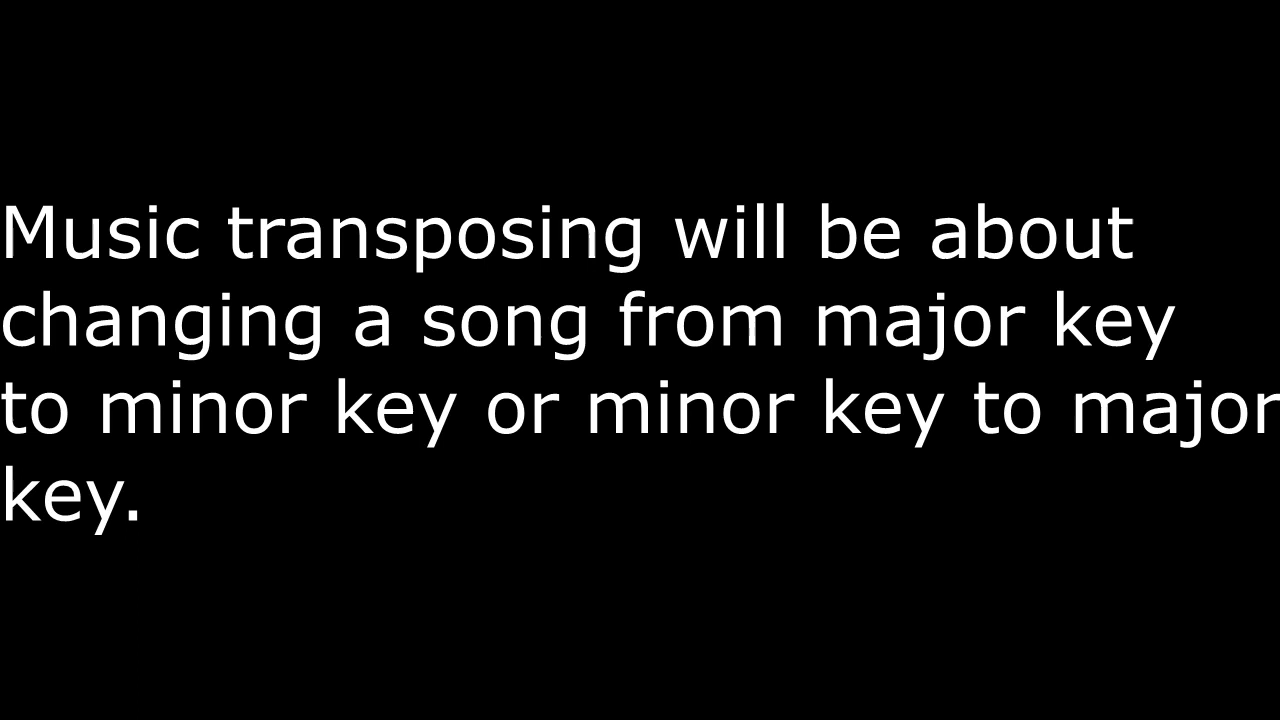 Music transposing will be about
changing a song from major key
to minor key or minor key to major
key.